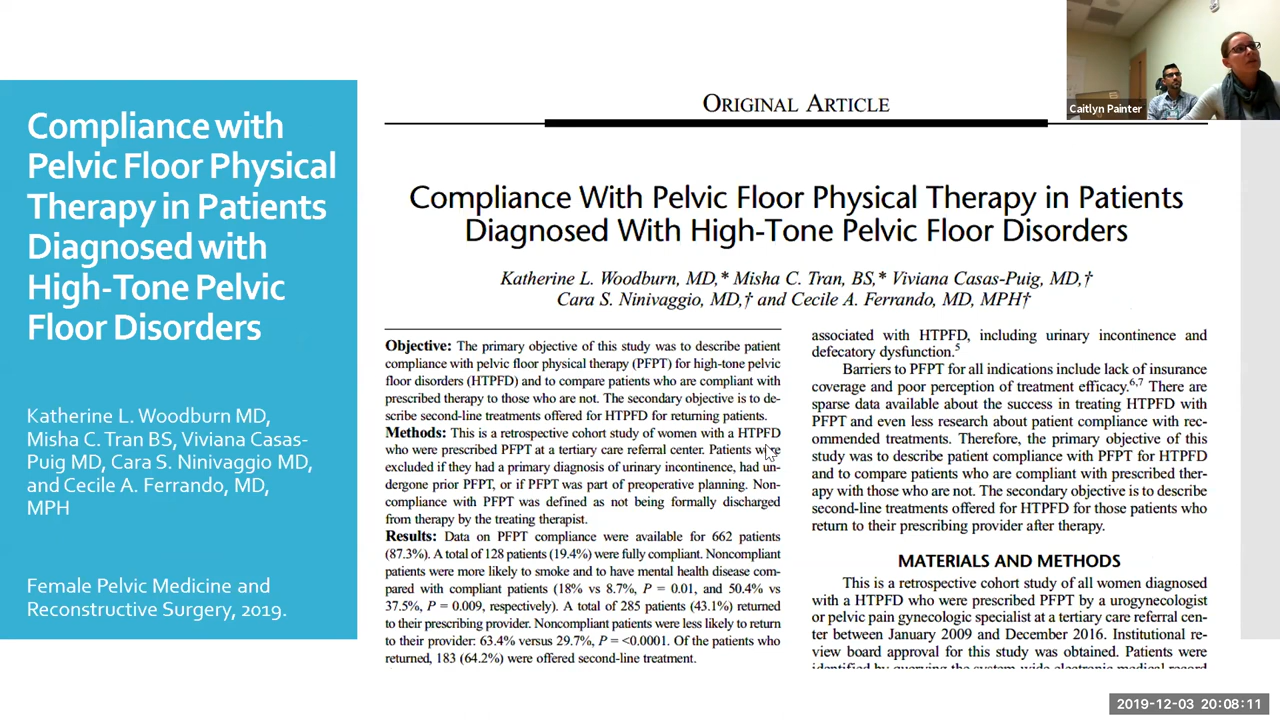 Compliance with
Pelvic Floor Physical
Therapy in Patients
Diagnosed with
High-Tone Pelvic
Floor Disorders
Katherine L. Woodburn MD,
Misha C. Tran BS, Viviana Casas-
Puig MD, Cara S. Ninivaggio MD,
and Cecile A. Ferrando, MD,
MPH
Female Pelvic Medicine and
Reconstructive Surgery, 2019.
ORIGINAL ARTICLE
Compliance With Pelvic Floor Physical Therapy in Patients
Diagnosed With High-Tone Pelvic Floor Disorders
Katherine L. Woodburn, MD,* Misha C. Tran, BS,* Viviana Casas-Puig, MD,†
Cara S. Ninivaggio, MD,† and Cecile A. Ferrando, MD, MPH†
Objective: The primary objective of this study was to describe patient
compliance with pelvic floor physical therapy (PFPT) for high-tone pelvic
floor disorders (HTPFD) and to compare patients who are compliant with
prescribed therapy to those who are not. The secondary objective is to de-
scribe second-line treatments offered for HTPFD for returning patients.
Methods: This is a retrospective cohort study of women with a HTPFD
who were prescribed PFPT at a tertiary care referral center. Patients were
excluded if they had a primary diagnosis of urinary incontinence, had un-
dergone prior PFPT, or if PFPT was part of preoperative planning. Non-
compliance with PFPT was defined as not being formally discharged
from therapy by the treating therapist.
Results: Data on PFPT compliance were available for 662 patients
(87.3%). A total of 128 patients (19.4%) were fully compliant. Noncompliant
patients were more likely to smoke and to have mental health disease com-
pared with compliant patients (18% vs 8.7%, P = 0.01, and 50.4% vs
37.5%, P = 0.009, respectively). A total of 285 patients (43.1%) returned
to their prescribing provider. Noncompliant patients were less likely to return
to their provider: 63.4% versus 29.7%, P = <0.0001. Of the patients who
returned, 183 (64.2%) were offered second-line treatment.
associated with HTPFD, including urinary incontinence and
defecatory dysfunction.5
Barriers to PFPT for all indications include lack of insurance
coverage and poor perception of treatment efficacy.6,7 There are
sparse data available about the success in treating HTPFD with
PFPT and even less research about patient compliance with rec-
ommended treatments. Therefore, the primary objective of this
study was to describe patient compliance with PFPT for HTPFD
and to compare patients who are compliant with prescribed ther-
apy with those who are not. The secondary objective is to describe
second-line treatments offered for HTPFD for those patients who
return to their prescribing provider after therapy.
MATERIALS AND METHODS
This is a retrospective cohort study of all women diagnosed
with a HTPFD who were prescribed PFPT by a urogynecologist
or pelvic pain gynecologic specialist at a tertiary care referral cen-
ter between January 2009 and December 2016. Institutional re-
view board approval for this study was obtained. Patients were
identified by querying the system-wide electronic medical record
Caitlyn Painter
2019-12-03 20:08:11